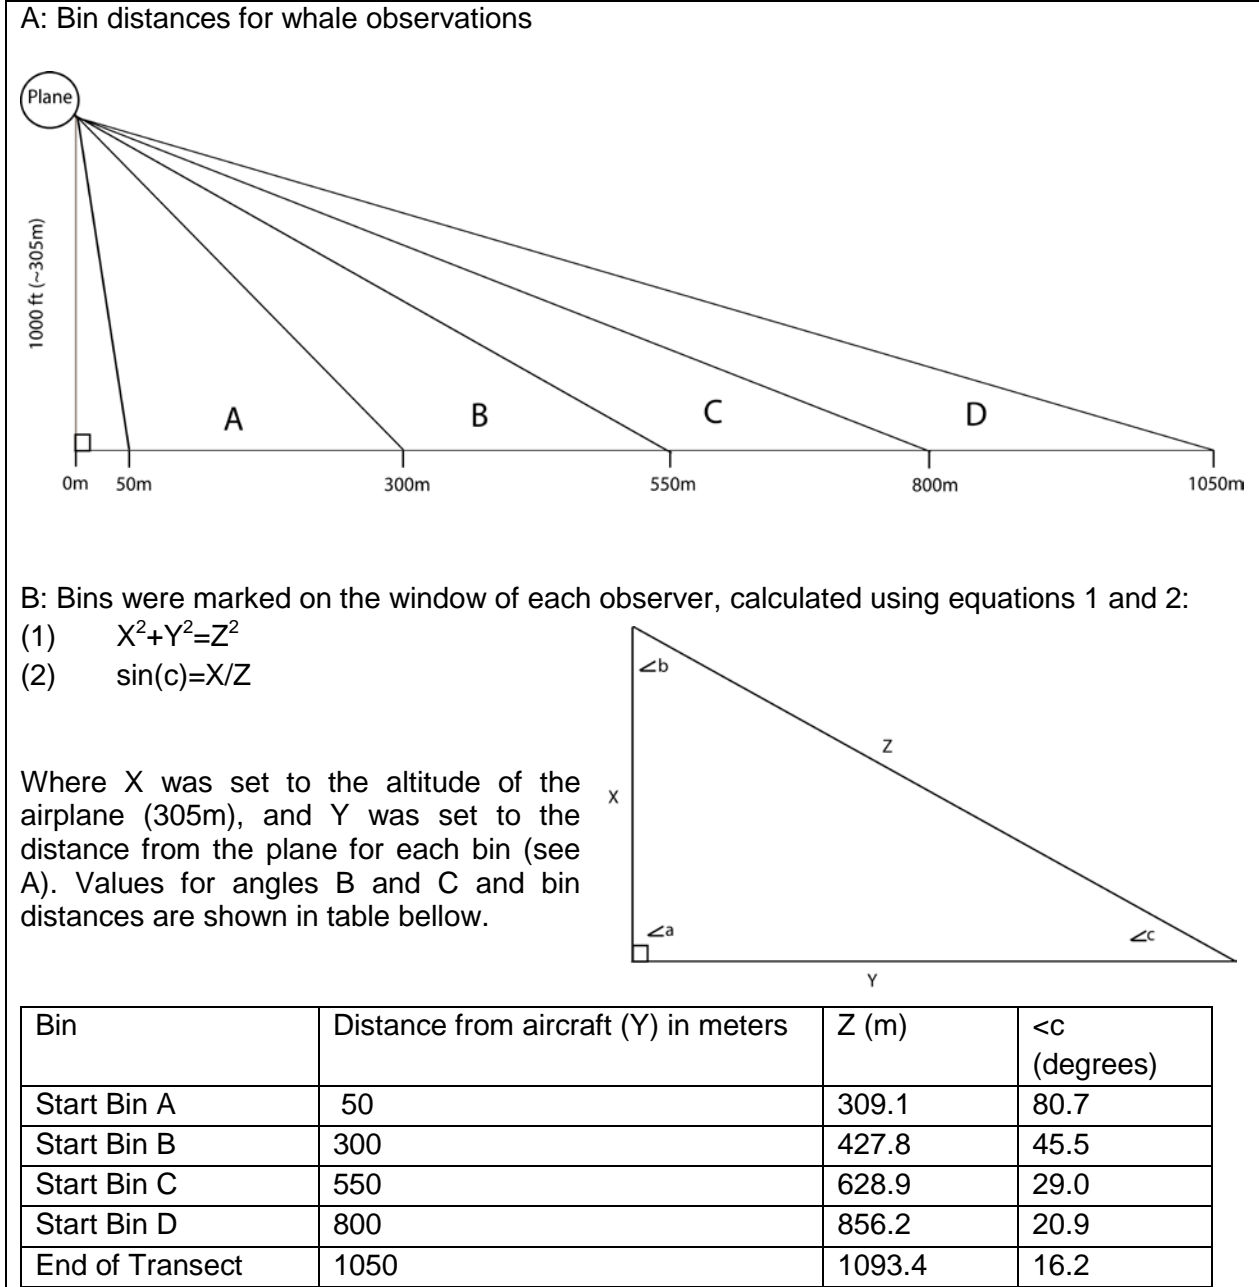 A: Bin distances for whale observations
Plane
1000 ft (~305m)
A
B
C
D
0m
50m
300m
550m
800m
1050m
B: Bins were marked on the window of each observer, calculated using equations 1 and 2:
(1) X²+Y²=Z²
(2) sin(c)=X/Z
Where X was set to the altitude of the
airplane (305m), and Y was set to the
distance from the plane for each bin (see
A). Values for angles B and C and bin
distances are shown in table bellow.
∠b
Z
X
∠a
∠c
Y
Bin Distance from aircraft (Y) in meters Z (m) <c
(degrees)
Start Bin A 50 309.1 80.7
Start Bin B 300 427.8 45.5
Start Bin C 550 628.9 29.0
Start Bin D 800 856.2 20.9
End of Transect 1050 1093.4 16.2